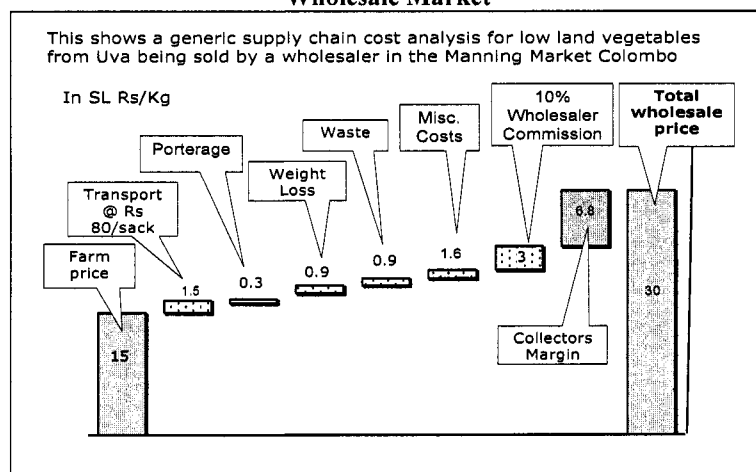 Wholesale Market
This shows a generic supply chain cost analysis for low land vegetables
from Uva being sold by a wholesaler in the Manning Market Colombo
In SL Rs/Kg
Farm
price
15
Transport
@ Rs
80/sack
1.5
Porterage
0.3
Weight
Loss
0.9
Waste
0.9
Misc.
Costs
1.6
10%
Wholesaler
Commission
3
6.8
Collectors
Margin
Total
wholesale
price
30